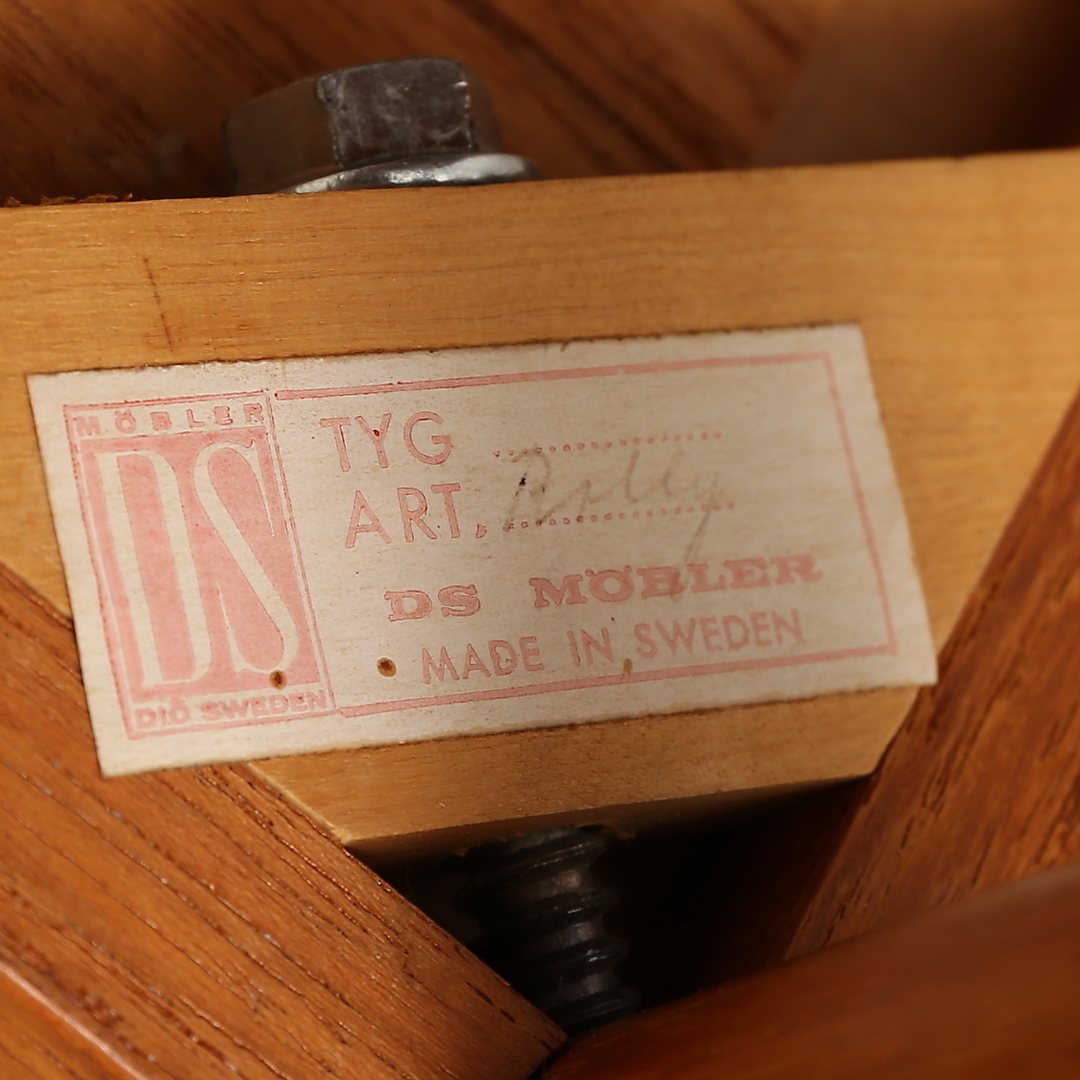 MÖBLER
DS
DIÖ SWEDEN
TYG ....................
ART, ....................
DS MÖBLER
MADE IN SWEDEN